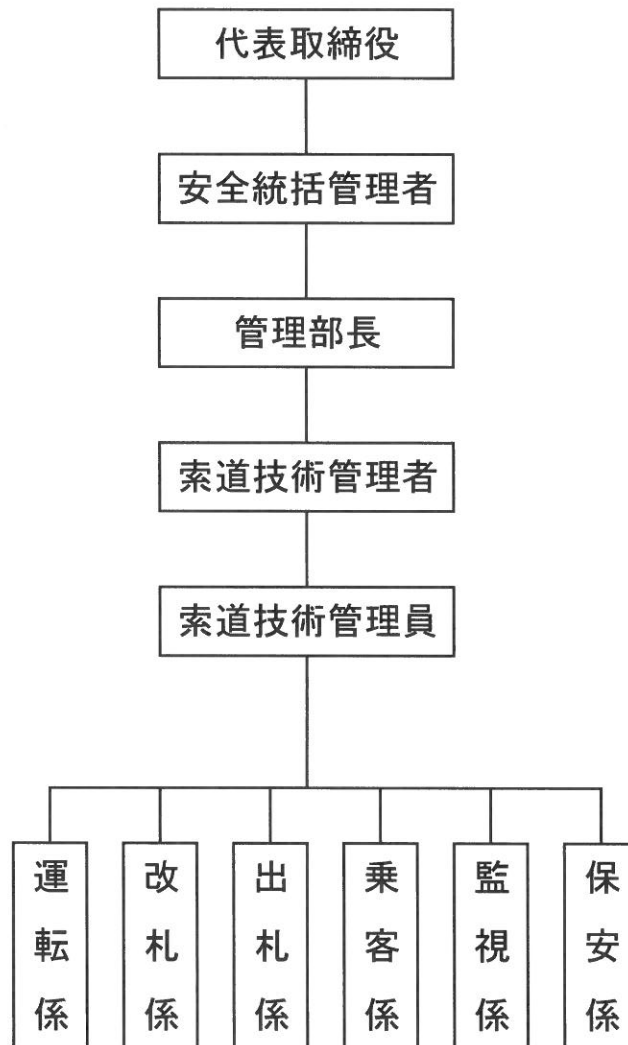 代表取締役
安全統括管理者
管理部長
索道技術管理者
索道技術管理員
運転係
改札係
出札係
乗客係
監視係
保安係